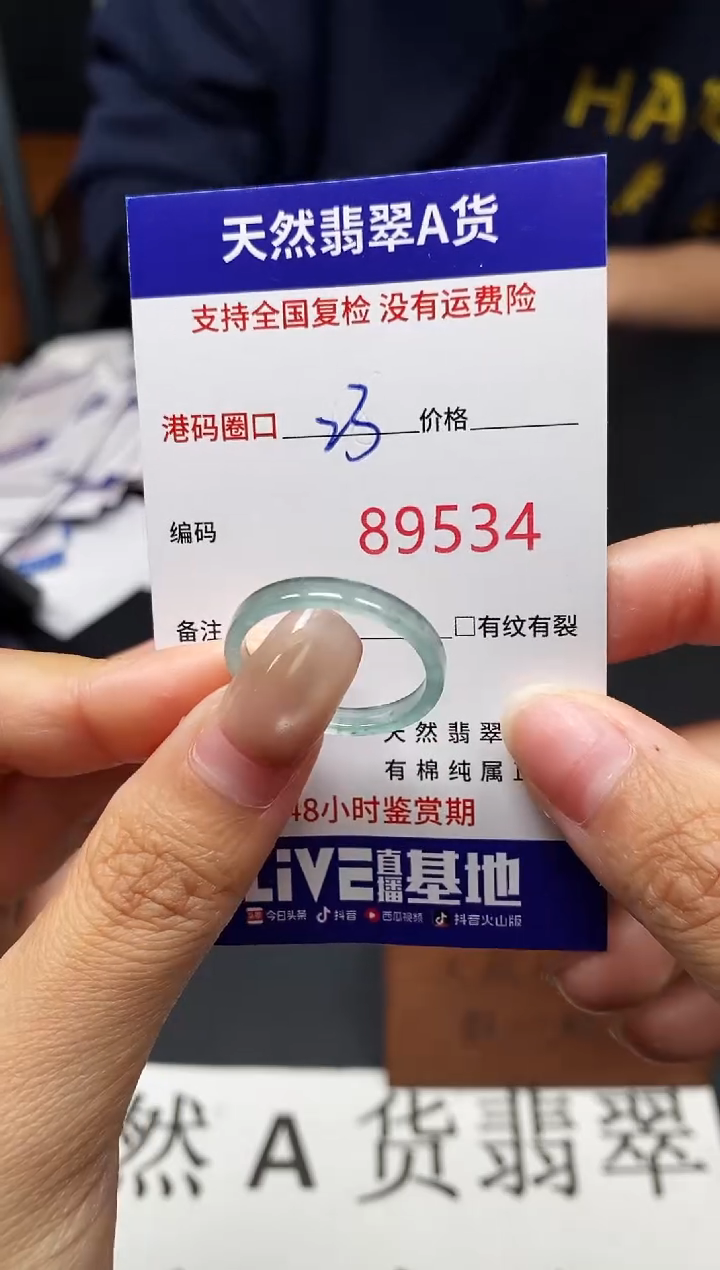 HA
天然翡翠A货
支持全国复检 没有运费险
港码圈口 23 价格
编码 89534
备注 □有纹有裂
天然翡翠
有棉纯属
48小时鉴赏期
LiVE直播基地
今日头条 抖音 西瓜视频 抖音火山版
然A货翡翠